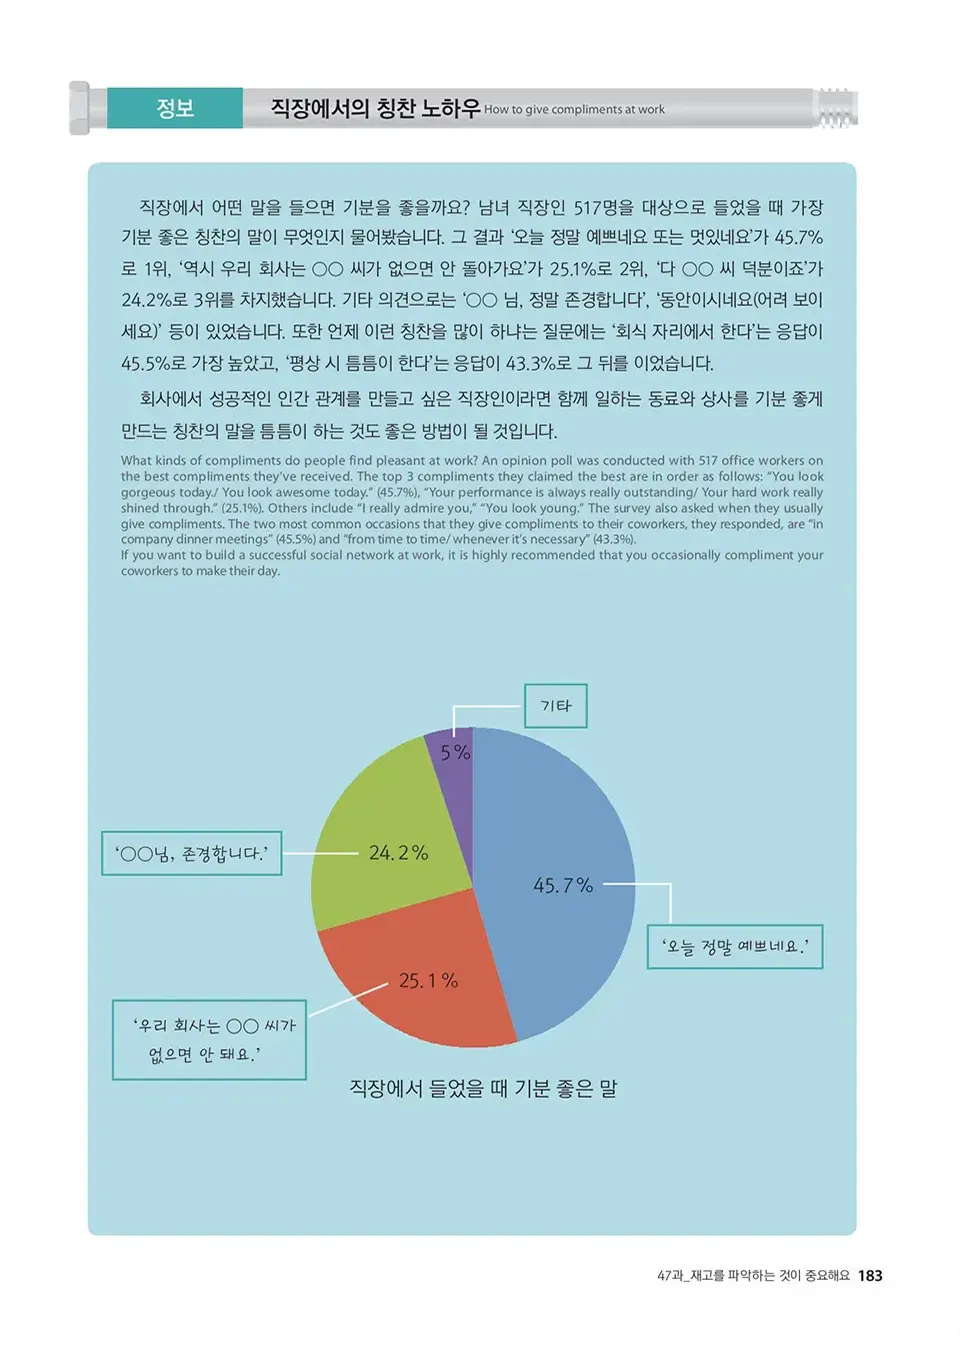 정보
직장에서의 칭찬 노하우 How to give compliments at work
직장에서 어떤 말을 들으면 기분을 좋을까요? 남녀 직장인 517명을 대상으로 들었을 때 가장
기분 좋은 칭찬의 말이 무엇인지 물어봤습니다. 그 결과 ‘오늘 정말 예쁘네요 또는 멋있네요’가 45.7%
로 1위, ‘역시 우리 회사는 ○○ 씨가 없으면 안 돌아가요’가 25.1%로 2위, ‘다 ○○ 씨 덕분이죠’가
24.2%로 3위를 차지했습니다. 기타 의견으로는 ‘○○ 님, 정말 존경합니다’, ‘동안이시네요(어려 보이
세요)’ 등이 있었습니다. 또한 언제 이런 칭찬을 많이 하냐는 질문에는 ‘회식 자리에서 한다’는 응답이
45.5%로 가장 높았고, ‘평상 시 틈틈이 한다’는 응답이 43.3%로 그 뒤를 이었습니다.
회사에서 성공적인 인간 관계를 만들고 싶은 직장인이라면 함께 일하는 동료와 상사를 기분 좋게
만드는 칭찬의 말을 틈틈이 하는 것도 좋은 방법이 될 것입니다.
What kinds of compliments do people find pleasant at work? An opinion poll was conducted with 517 office workers on
the best compliments they’ve received. The top 3 compliments they claimed the best are in order as follows: “You look
gorgeous today./ You look awesome today.” (45.7%), “Your performance is always really outstanding/ Your hard work really
shined through.” (25.1%). Others include “I really admire you,” “You look young.” The survey also asked when they usually
give compliments. The two most common occasions that they give compliments to their coworkers, they responded, are “in
company dinner meetings” (45.5%) and “from time to time/ whenever it’s necessary” (43.3%).
If you want to build a successful social network at work, it is highly recommended that you occasionally compliment your
coworkers to make their day.
기타
5%
‘○○님, 존경합니다.’
24.2%
45.7%
‘오늘 정말 예쁘네요.’
25.1%
‘우리 회사는 ○○ 씨가
없으면 안 돼요.’
직장에서 들었을 때 기분 좋은 말
47과_재고를 파악하는 것이 중요해요 183